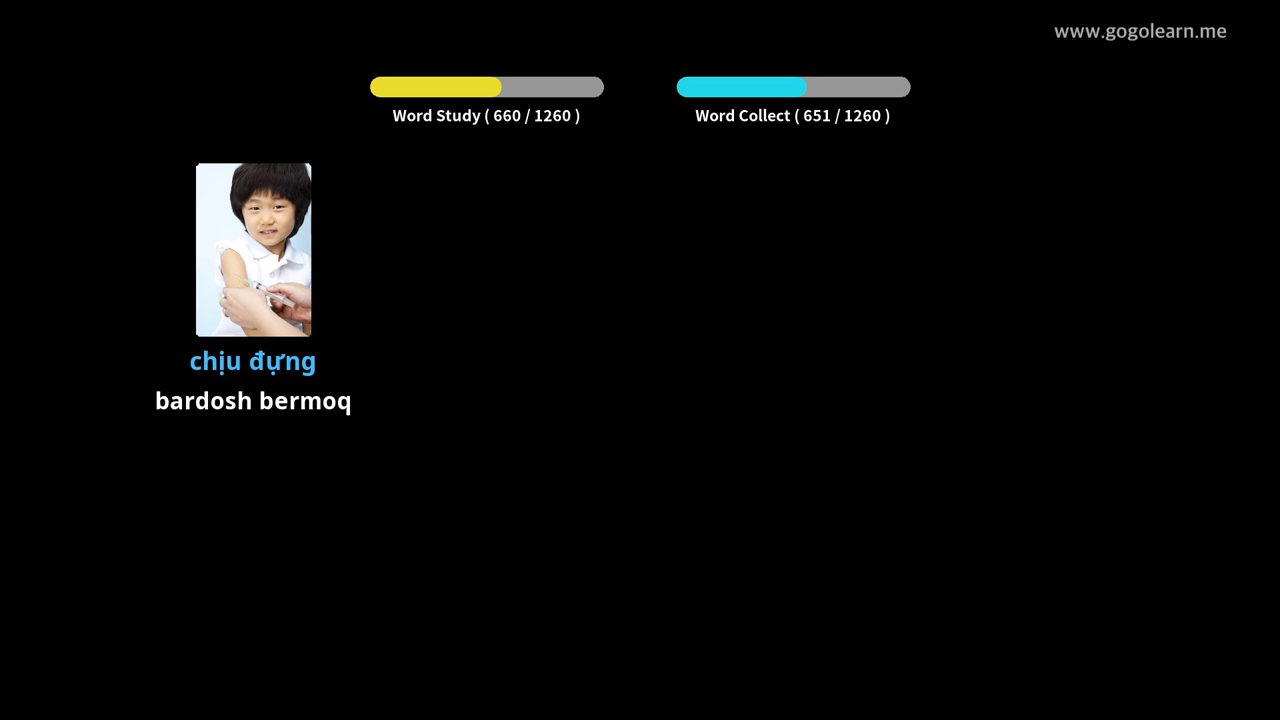 www.gogolearn.me
Word Study ( 660 / 1260 )
Word Collect ( 651 / 1260 )
chịu đựng
bardosh bermoq